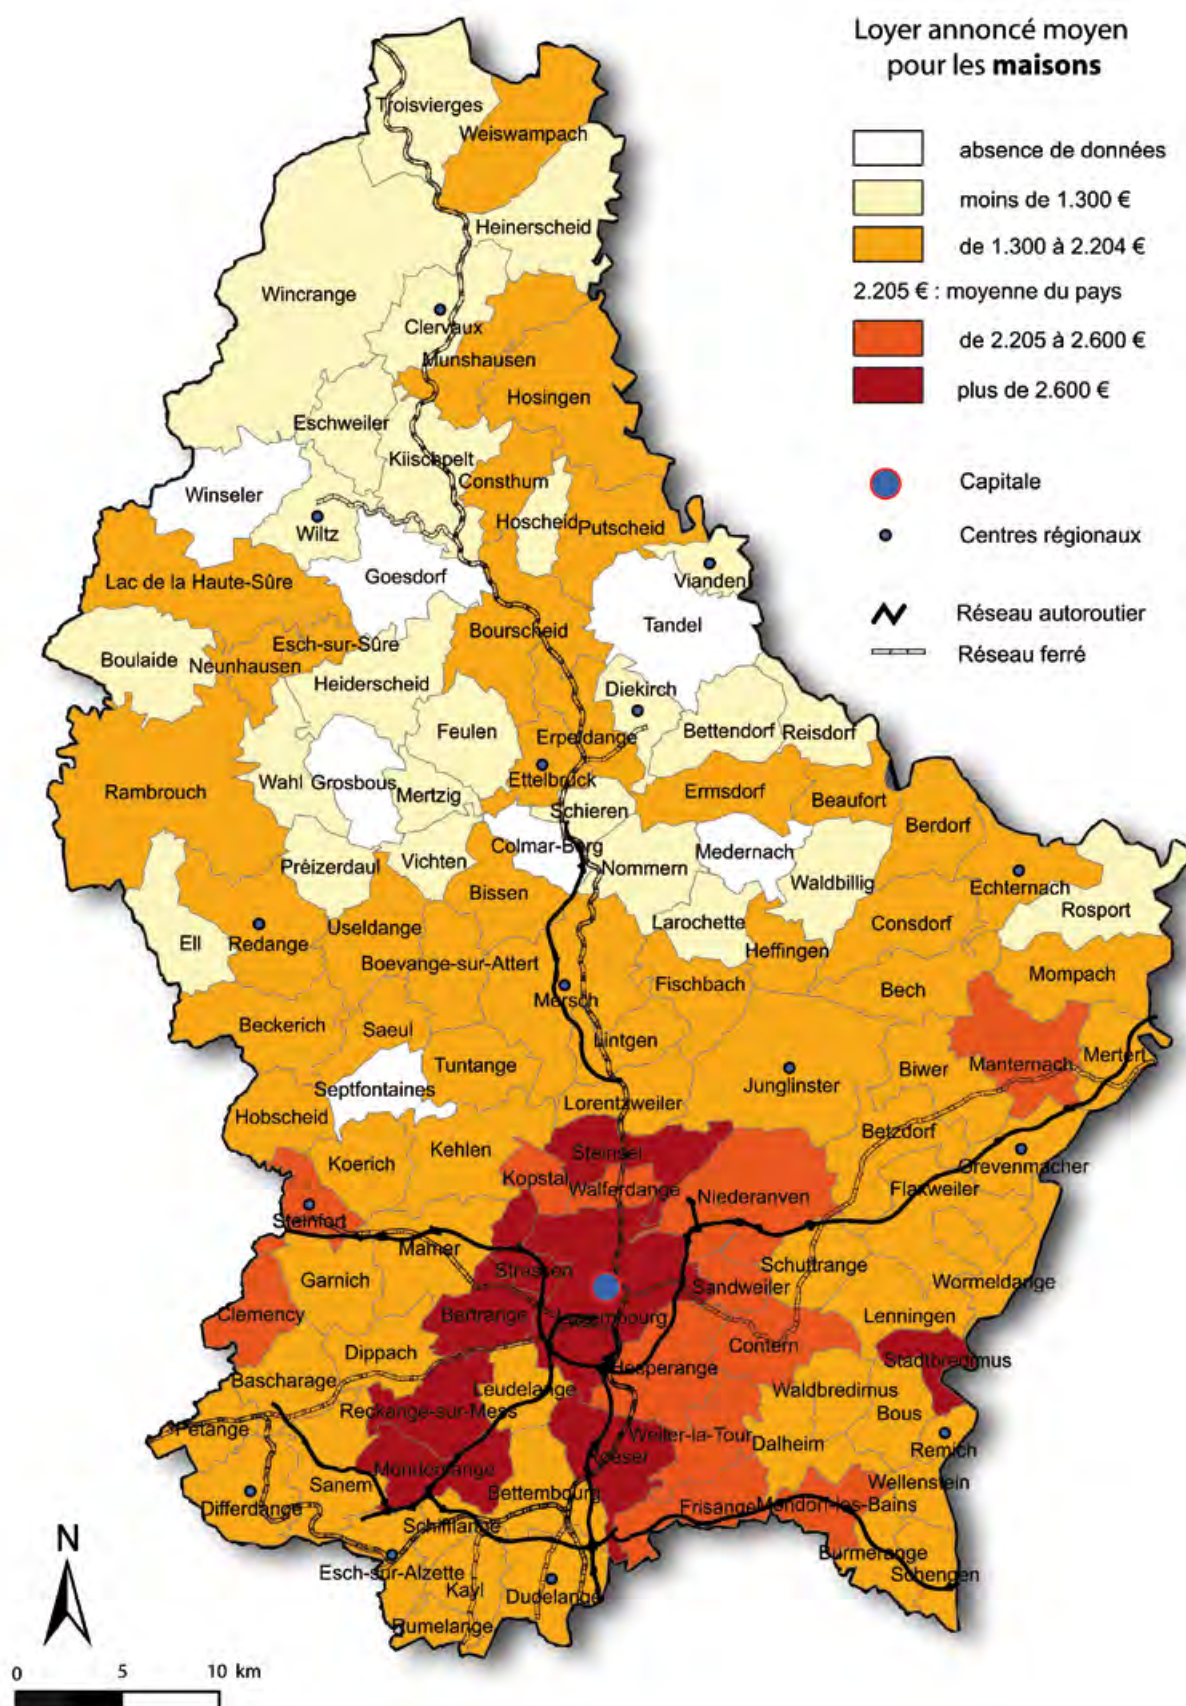 Loyer annoncé moyen
pour les maisons
absence de données
moins de 1.300 €
de 1.300 à 2.204 €
2.205 € : moyenne du pays
de 2.205 à 2.600 €
plus de 2.600 €
Capitale
Centres régionaux
Réseau autoroutier
Réseau ferré
Troisvierges
Weiswampach
Heinerscheid
Wincrange
Clervaux
Munshausen
Hosingen
Eschweiler
Kiischpelt
Consthum
Winseler
Wiltz
Hoscheid
Putscheid
Goesdorf
Vianden
Lac de la Haute-Sûre
Tandel
Bourscheid
Esch-sur-Sûre
Boulaide
Neunhausen
Heiderscheid
Diekirch
Feulen
Bettendorf
Reisdorf
Erpeldange
Ettelbruck
Wahl
Grosbous
Mertzig
Rambrouch
Ermsdorf
Beaufort
Schieren
Berdorf
Colmar-Berg
Medernach
Préizerdaul
Vichten
Nommern
Waldbillig
Echternach
Bissen
Rosport
Larochette
Consdorf
Useldange
Ell
Redange
Heffingen
Boevange-sur-Attert
Mompach
Fischbach
Bech
Mersch
Beckerich
Saeul
Lintgen
Tuntange
Manternach
Mertert
Biwer
Septfontaines
Junglinster
Lorentzweiler
Hobscheid
Betzdorf
Kehlen
Koerich
Steinsel
Grevenmacher
Kopstal
Walferdange
Niederanven
Flaxweiler
Steinfort
Mamer
Strassen
Schuttrange
Garnich
Sandweiler
Wormeldange
Clemency
Bertrange
Luxembourg
Lenningen
Contern
Dippach
Hesperange
Stadtbredimus
Bascharage
Leudelange
Waldbredimus
Reckange-sur-Mess
Bous
Pétange
Weiler-la-Tour
Dalheim
Remich
Roeser
Mondercange
Sanem
Bettembourg
Wellenstein
Differdange
Frisange
Mondorf-les-Bains
Schifflange
Burmerange
Esch-sur-Alzette
Schengen
Kayl
Dudelange
Rumelange
N
0 5 10 km